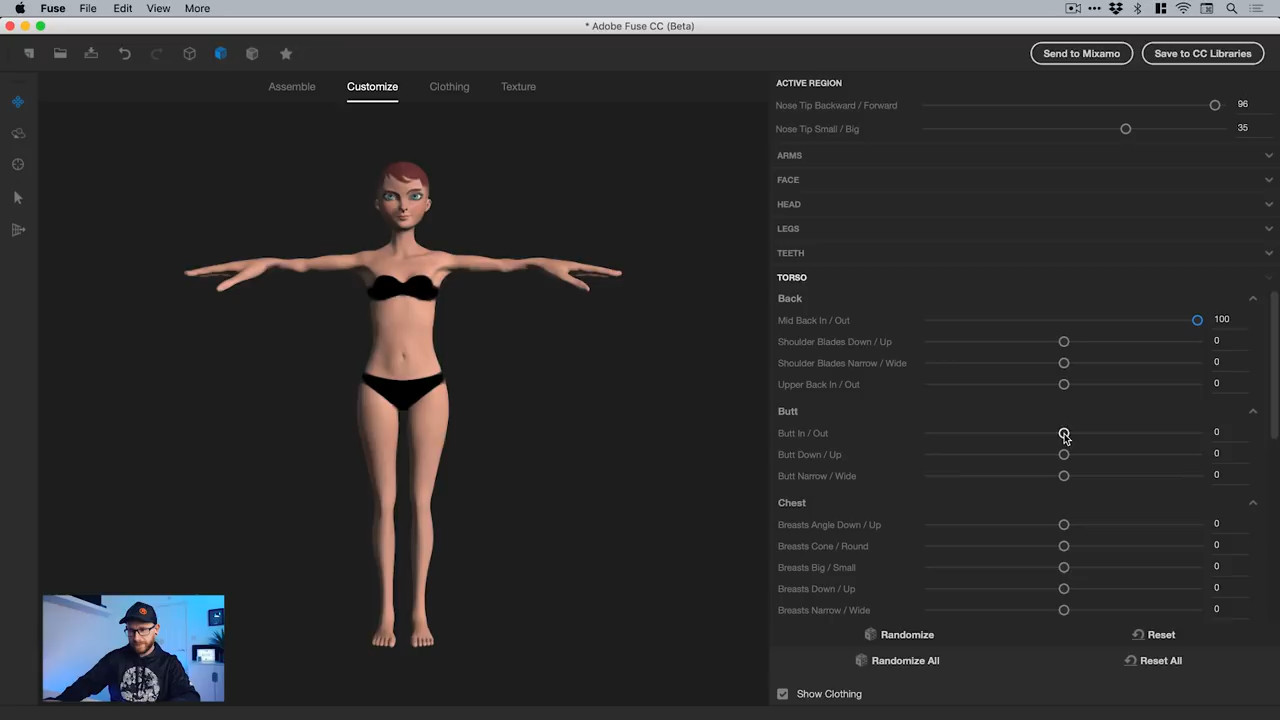 Fuse File Edit View More
* Adobe Fuse CC (Beta)
Send to Mixamo Save to CC Libraries
Assemble Customize Clothing Texture
ACTIVE REGION
Nose Tip Backward / Forward 96
Nose Tip Small / Big 35
ARMS
FACE
HEAD
LEGS
TEETH
TORSO
Back
Mid Back In / Out 100
Shoulder Blades Down / Up 0
Shoulder Blades Narrow / Wide 0
Upper Back In / Out 0
Butt
Butt In / Out 0
Butt Down / Up 0
Butt Narrow / Wide 0
Chest
Breasts Angle Down / Up 0
Breasts Cone / Round 0
Breasts Big / Small 0
Breasts Down / Up 0
Breasts Narrow / Wide 0
Randomize Reset
Randomize All Reset All
Show Clothing